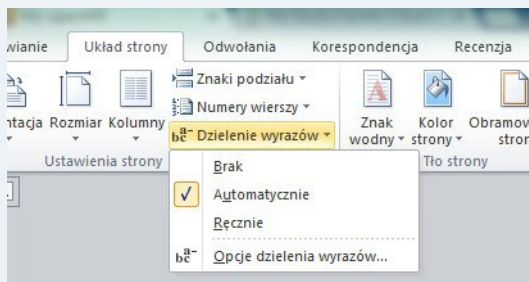 Układ strony Odwołania Korespondencja Recenzja
Znaki podziału
Numery wierszy
Rozmiar Kolumny Znak Kolor
Dzielenie wyrazów wodny strony
Ustawienia strony Tło strony
Brak
Automatycznie
Ręcznie
Opcje dzielenia wyrazów...